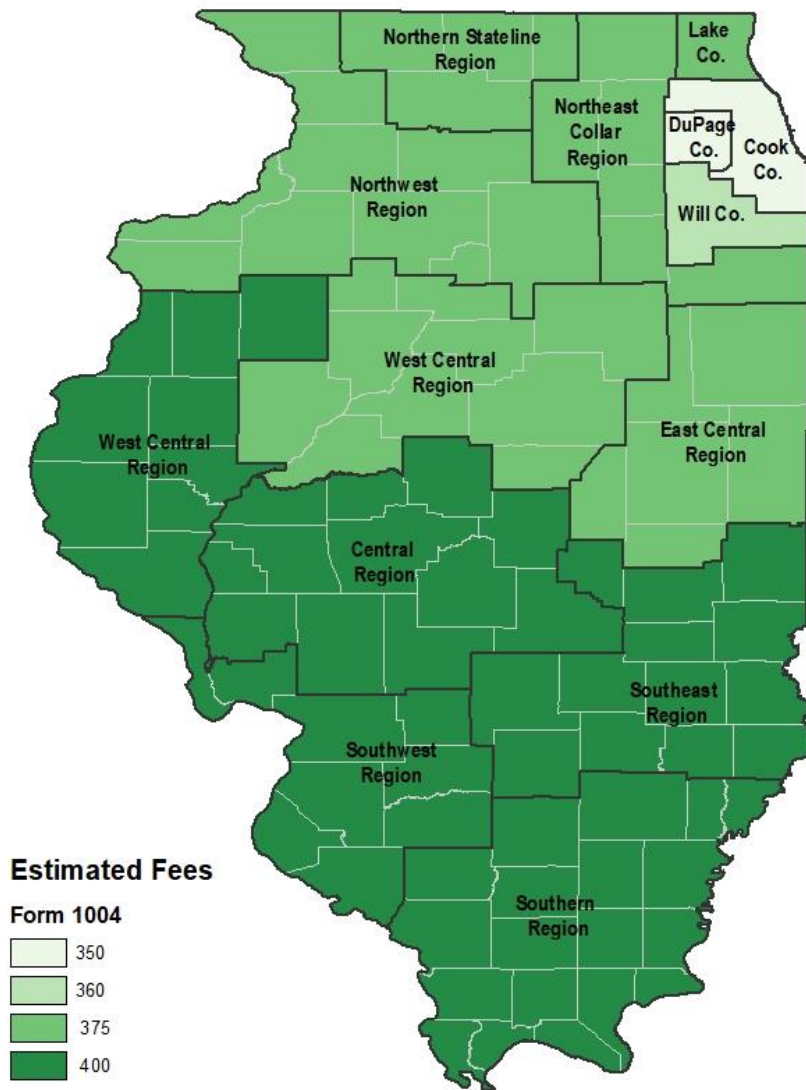 Northern Stateline
Region
Lake
Co.
Northeast
Collar
Region
DuPage
Co.
Cook
Co.
Northwest
Region
Will Co.
West Central
Region
West Central
Region
East Central
Region
Central
Region
Southeast
Region
Southwest
Region
Southern
Region
Estimated Fees
Form 1004
350
360
375
400